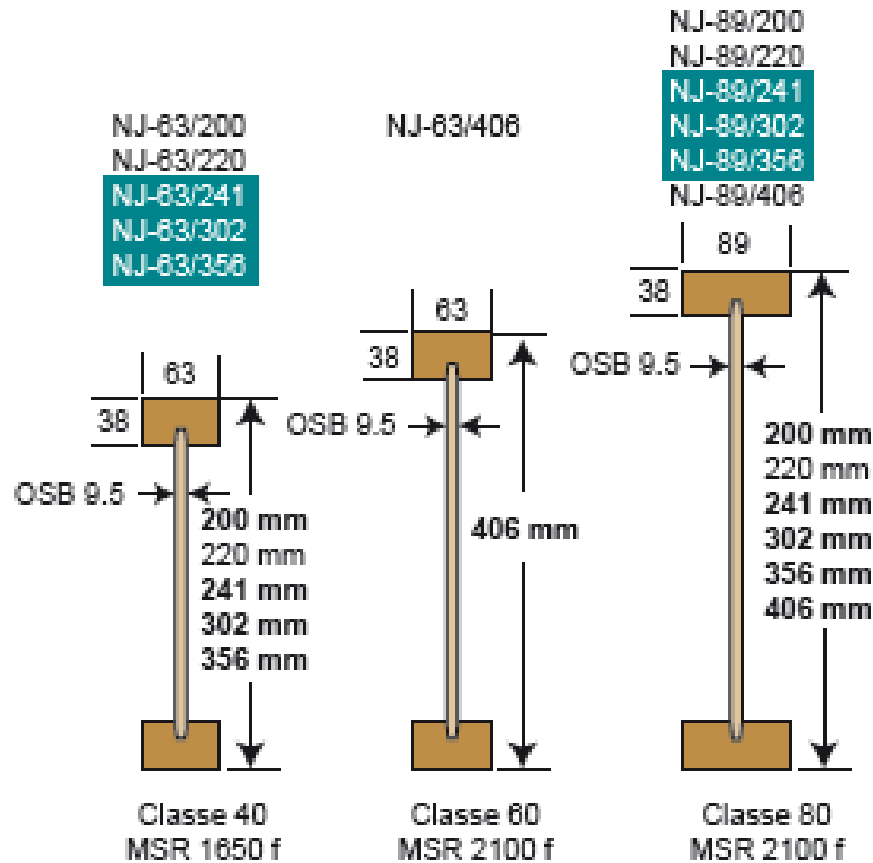 NJ-63/200
NJ-63/220
NJ-63/241
NJ-63/302
NJ-63/356
63
38
OSB 9.5
200 mm
220 mm
241 mm
302 mm
356 mm
Classe 40
MSR 1650 f
NJ-63/406
63
38
OSB 9.5
406 mm
Classe 60
MSR 2100 f
NJ-89/200
NJ-89/220
NJ-89/241
NJ-89/302
NJ-89/356
NJ-89/406
89
38
OSB 9.5
200 mm
220 mm
241 mm
302 mm
356 mm
406 mm
Classe 80
MSR 2100 f